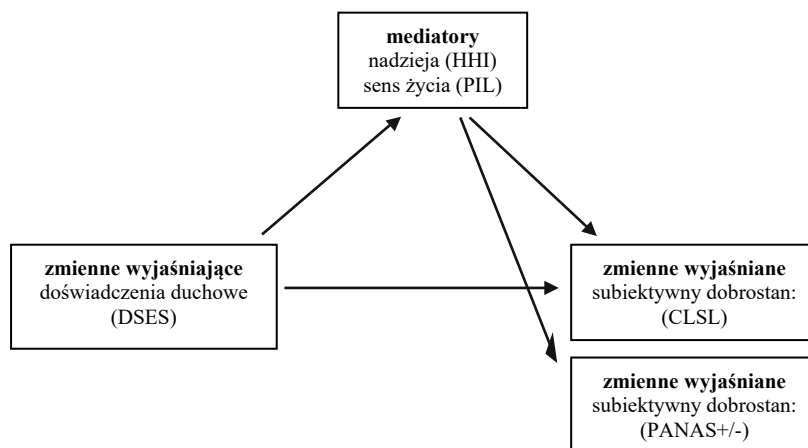 mediatory
nadzieja (HHI)
sens życia (PIL)
zmienne wyjaśniające
doświadczenia duchowe
(DSES)
zmienne wyjaśniane
subiektywny dobrostan:
(CLSL)
zmienne wyjaśniane
subiektywny dobrostan:
(PANAS+/-)